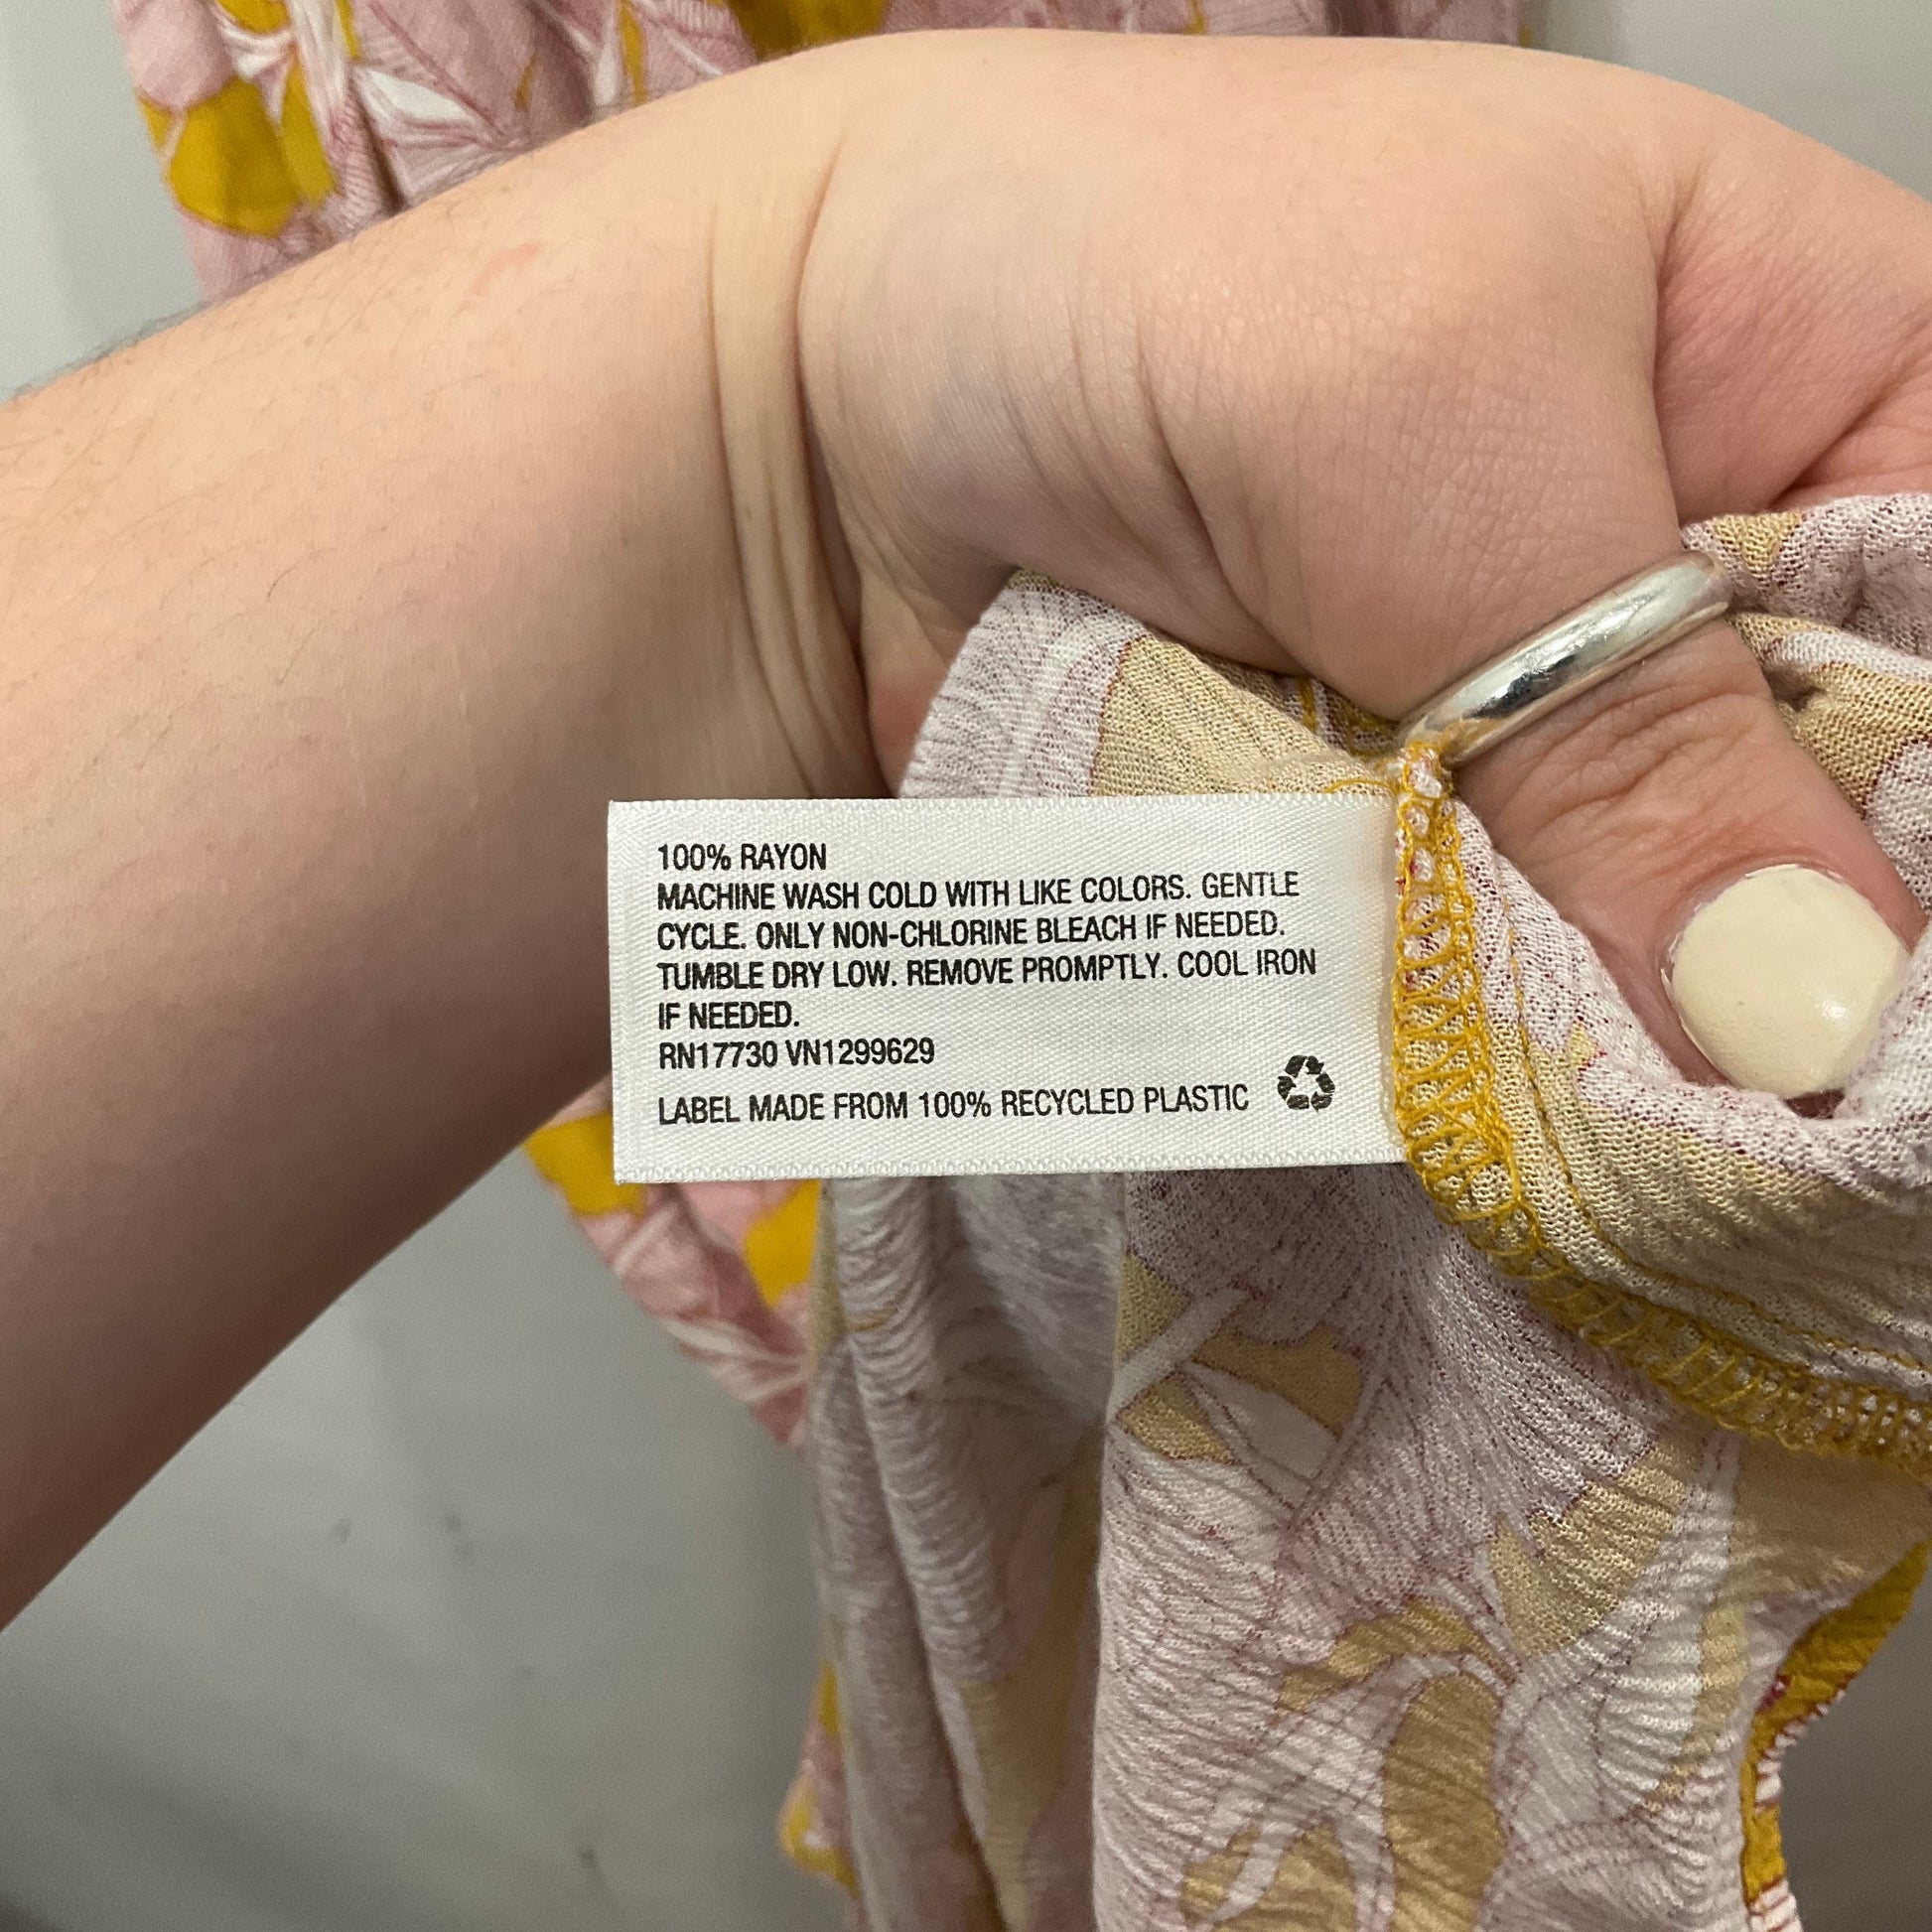 100% RAYON
MACHINE WASH COLD WITH LIKE COLORS. GENTLE
CYCLE. ONLY NON-CHLORINE BLEACH IF NEEDED.
TUMBLE DRY LOW. REMOVE PROMPTLY. COOL IRON
IF NEEDED.
RN17730 VN1299629
LABEL MADE FROM 100% RECYCLED PLASTIC